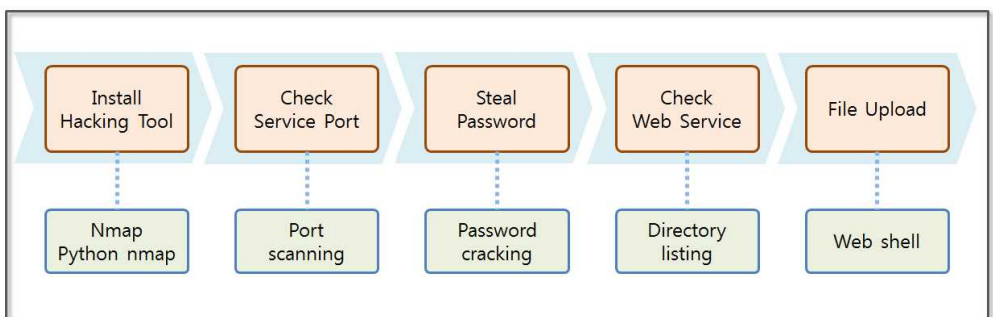 Install
Hacking Tool
Check
Service Port
Steal
Password
Check
Web Service
File Upload
Nmap
Python nmap
Port
scanning
Password
cracking
Directory
listing
Web shell